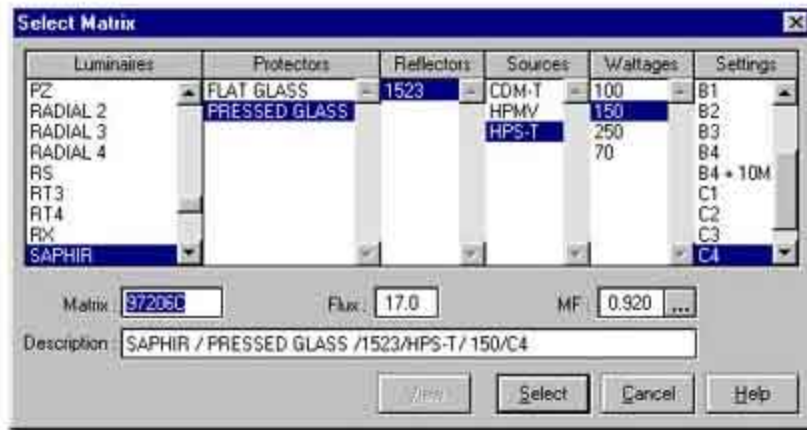 Select Matrix
Luminaires Protectors Reflectors Sources Wattages Settings
PZ FLAT GLASS 1523 CDM-T 100 B1
RADIAL 2 PRESSED GLASS HPMV 150 B2
RADIAL 3 HPS-T 250 B3
RADIAL 4 70 B4
RS B4 + 10M
RT3 C1
RT4 C2
RX C3
SAPHIR C4
Matrix : 97206C Flux : 17.0 MF : 0.920 ...
Description : SAPHIR / PRESSED GLASS /1523/HPS-T/ 150/C4
View Select Cancel Help